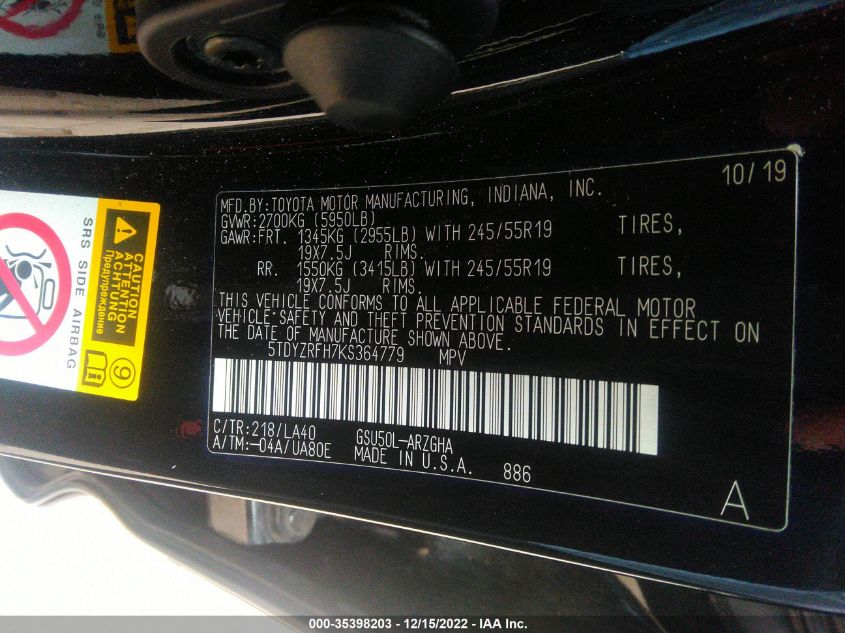 10/19
MFD.BY:TOYOTA MOTOR MANUFACTURING, INDIANA, INC.
GVWR:2700KG (5950LB)
GAWR:FRT. 1345KG (2955LB) WITH 245/55R19 TIRES,
19X7.5J RIMS.
RR. 1550KG (3415LB) WITH 245/55R19 TIRES,
19X7.5J RIMS.
THIS VEHICLE CONFORMS TO ALL APPLICABLE FEDERAL MOTOR
VEHICLE SAFETY AND THEFT PREVENTION STANDARDS IN EFFECT ON
THE DATE OF MANUFACTURE SHOWN ABOVE.
5TDYZRFH7KS364779 MPV
C/TR:218/LA40 GSU50L-ARZGHA
A/TM:-04A/UA80E MADE IN U.S.A. 886
A
SRS SIDE AIRBAG
CAUTION
ATTENTION
ACHTUNG
Предупреждение
9
000-35398203 - 12/15/2022 - IAA Inc.